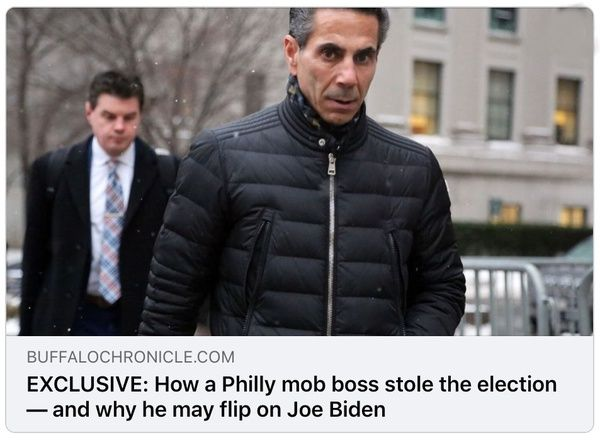 BUFFALOCHRONICLE.COM
EXCLUSIVE: How a Philly mob boss stole the election
— and why he may flip on Joe Biden